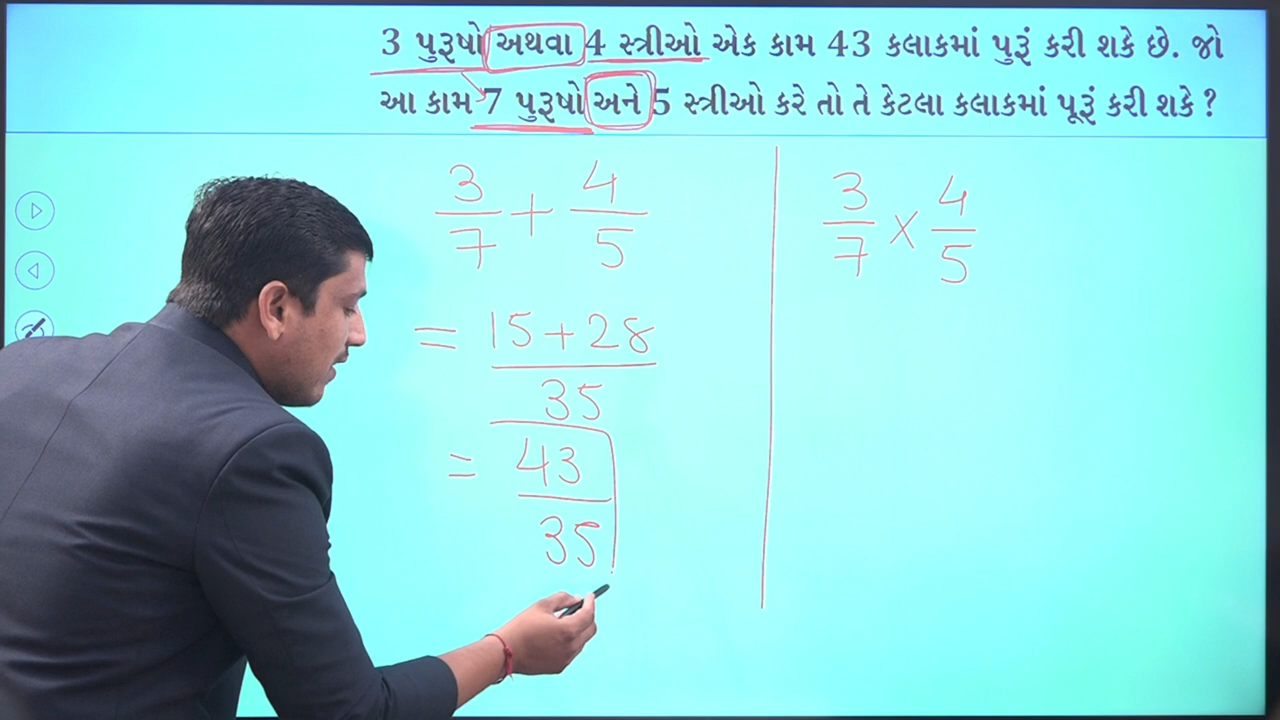 3 પુરૂષો અથવા 4 સ્ત્રીઓ એક કામ 43 કલાકમાં પુરૂં કરી શકે છે. જો
આ કામ 7 પુરૂષો અને 5 સ્ત્રીઓ કરે તો તે કેટલા કલાકમાં પૂરૂં કરી શકે ?
3/7 + 4/5
= 15+28/35
= 43/35
3/7 × 4/5